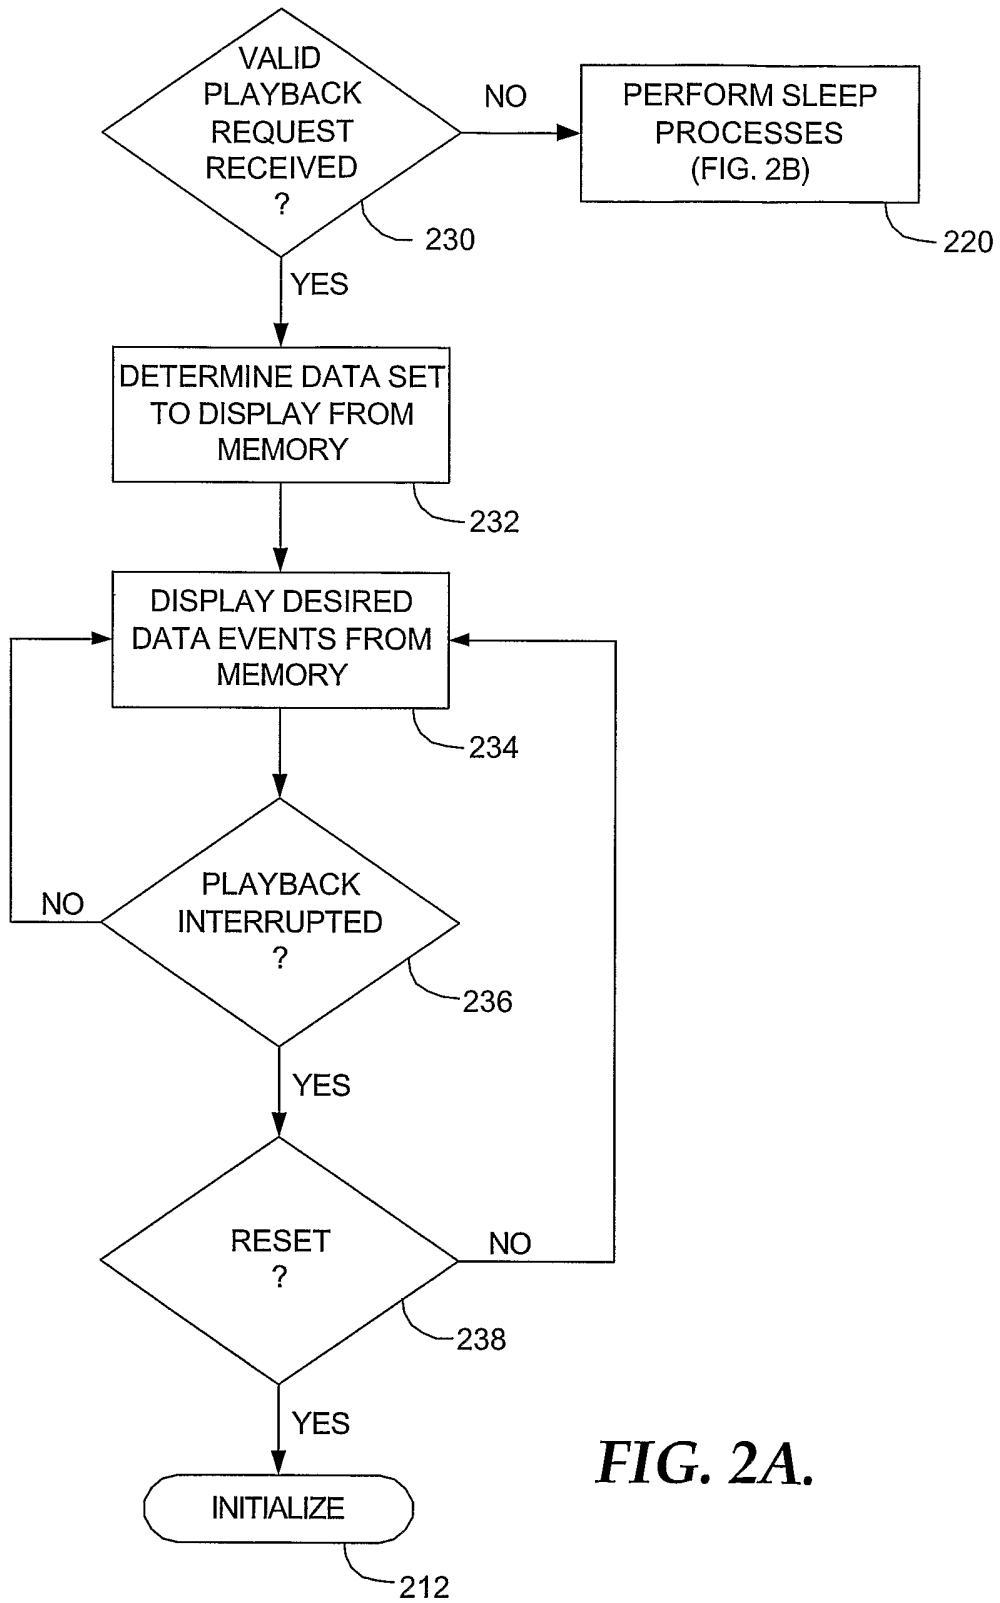 VALID
PLAYBACK
REQUEST
RECEIVED
?
230
NO
PERFORM SLEEP
PROCESSES
(FIG. 2B)
220
YES
DETERMINE DATA SET
TO DISPLAY FROM
MEMORY
232
DISPLAY DESIRED
DATA EVENTS FROM
MEMORY
234
PLAYBACK
INTERRUPTED
?
NO
236
YES
RESET
?
NO
238
YES
INITIALIZE
212
FIG. 2A.